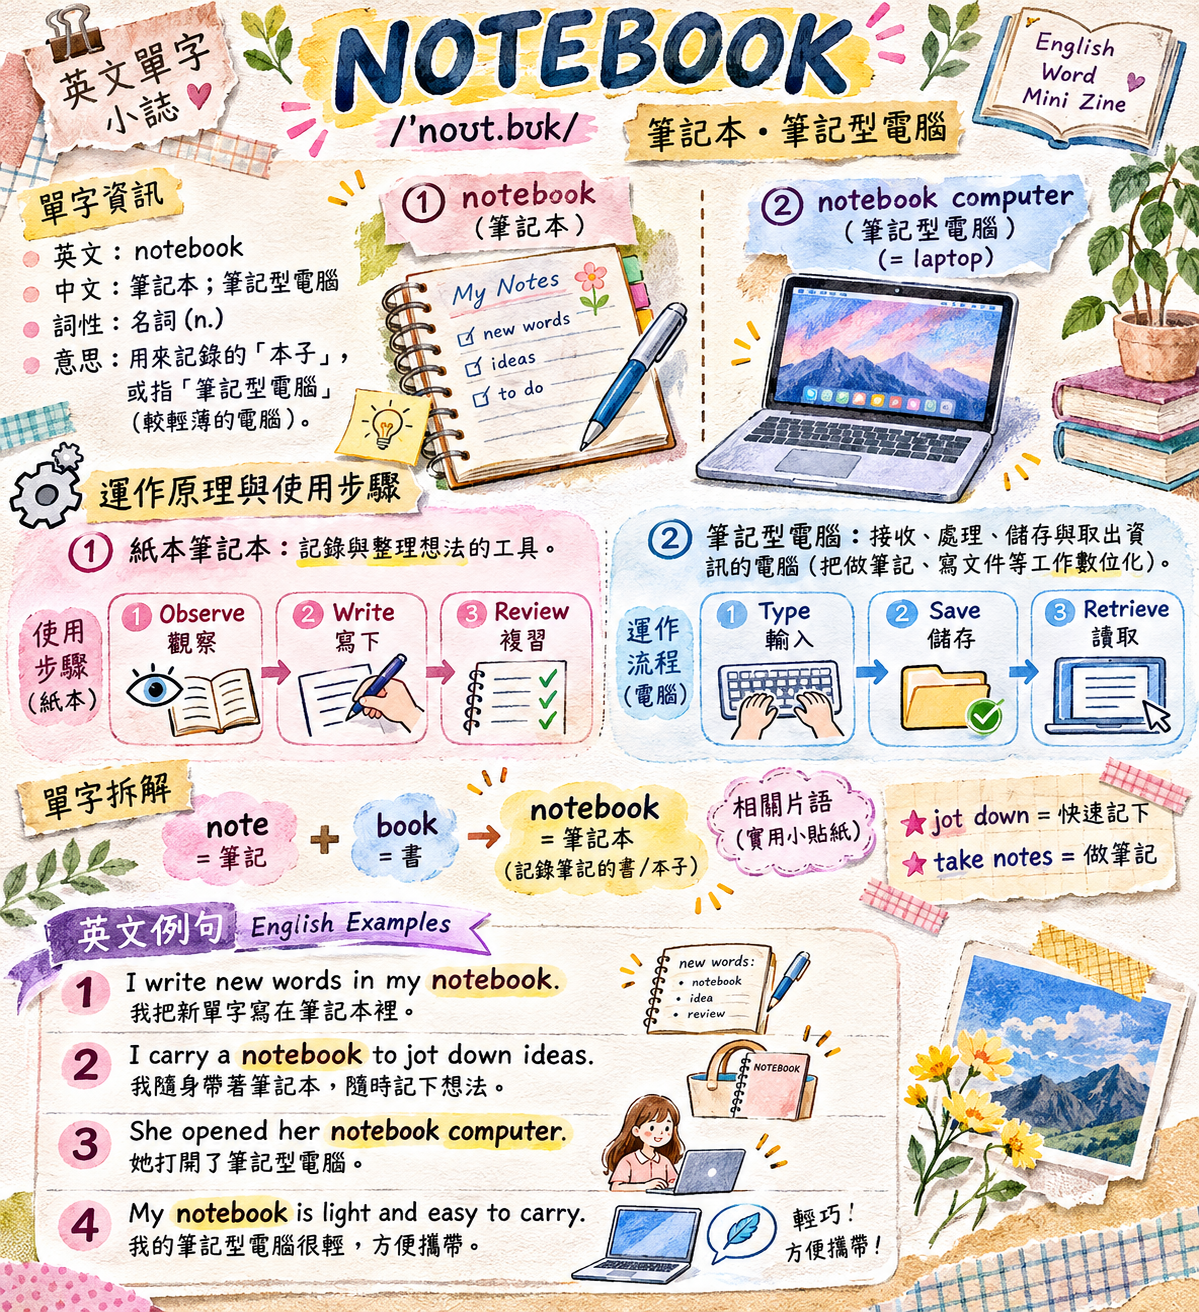 英文單字
小誌
NOTEBOOK
/ˈnoʊt.bʊk/
筆記本・筆記型電腦
English
Word
Mini Zine
單字資訊
英文：notebook
中文：筆記本；筆記型電腦
詞性：名詞 (n.)
意思：用來記錄的「本子」，
或指「筆記型電腦」
（較輕薄的電腦）。
① notebook
（筆記本）
My Notes
new words
ideas
to do
② notebook computer
（筆記型電腦）
(= laptop)
運作原理與使用步驟
① 紙本筆記本：記錄與整理想法的工具。
使用
步驟
(紙本)
1 Observe
觀察
2 Write
寫下
3 Review
複習
② 筆記型電腦：接收、處理、儲存與取出資
訊的電腦（把做筆記、寫文件等工作數位化）。
運作
流程
(電腦)
1 Type
輸入
2 Save
儲存
3 Retrieve
讀取
單字拆解
note
= 筆記
+
book
= 書
notebook
= 筆記本
(記錄筆記的書/本子)
相關片語
(實用小貼紙)
jot down = 快速記下
take notes = 做筆記
英文例句 English Examples
1 I write new words in my notebook.
我把新單字寫在筆記本裡。
new words:
• notebook
• idea
• review
2 I carry a notebook to jot down ideas.
我隨身帶著筆記本，隨時記下想法。
NOTEBOOK
3 She opened her notebook computer.
她打開了筆記型電腦。
4 My notebook is light and easy to carry.
我的筆記型電腦很輕，方便攜帶。
輕巧！
方便攜帶！